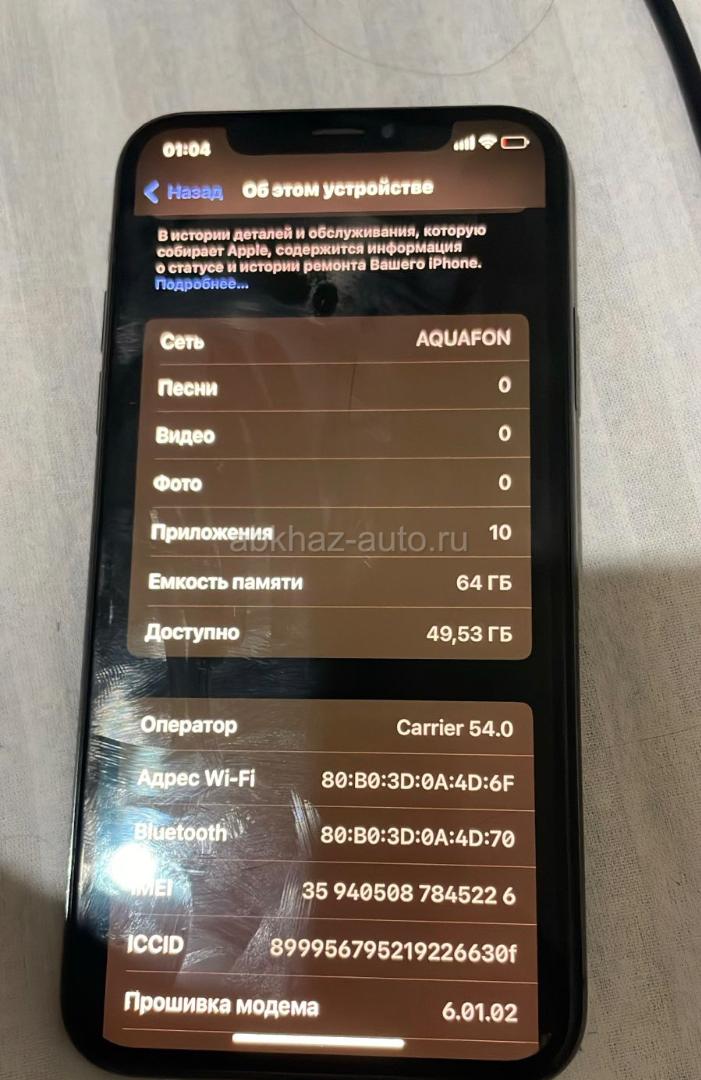 01:04
Назад Об этом устройстве
В истории деталей и обслуживания, которую
собирает Apple, содержится информация
о статусе и истории ремонта Вашего iPhone.
Подробнее...
Сеть AQUAFON
Песни 0
Видео 0
Фото 0
Приложения 10
abkhaz-auto.ru
Емкость памяти 64 ГБ
Доступно 49,53 ГБ
Оператор Carrier 54.0
Адрес Wi-Fi 80:B0:3D:0A:4D:6F
Bluetooth 80:B0:3D:0A:4D:70
IMEI 35 940508 784522 6
ICCID 899956795219226630f
Прошивка модема 6.01.02